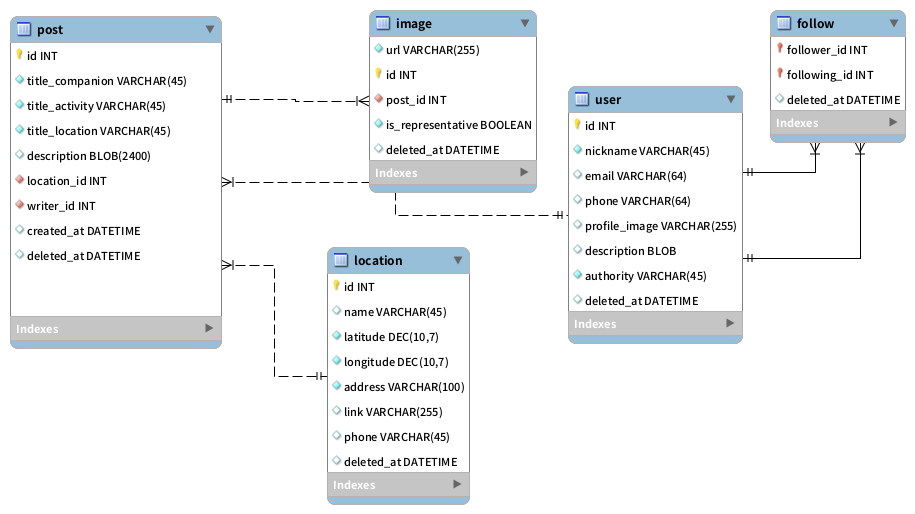 post
id INT
title_companion VARCHAR(45)
title_activity VARCHAR(45)
title_location VARCHAR(45)
description BLOB(2400)
location_id INT
writer_id INT
created_at DATETIME
deleted_at DATETIME
Indexes
image
url VARCHAR(255)
id INT
post_id INT
is_representative BOOLEAN
deleted_at DATETIME
Indexes
location
id INT
name VARCHAR(45)
latitude DEC(10,7)
longitude DEC(10,7)
address VARCHAR(100)
link VARCHAR(255)
phone VARCHAR(45)
deleted_at DATETIME
Indexes
user
id INT
nickname VARCHAR(45)
email VARCHAR(64)
phone VARCHAR(64)
profile_image VARCHAR(255)
description BLOB
authority VARCHAR(45)
deleted_at DATETIME
Indexes
follow
follower_id INT
following_id INT
deleted_at DATETIME
Indexes